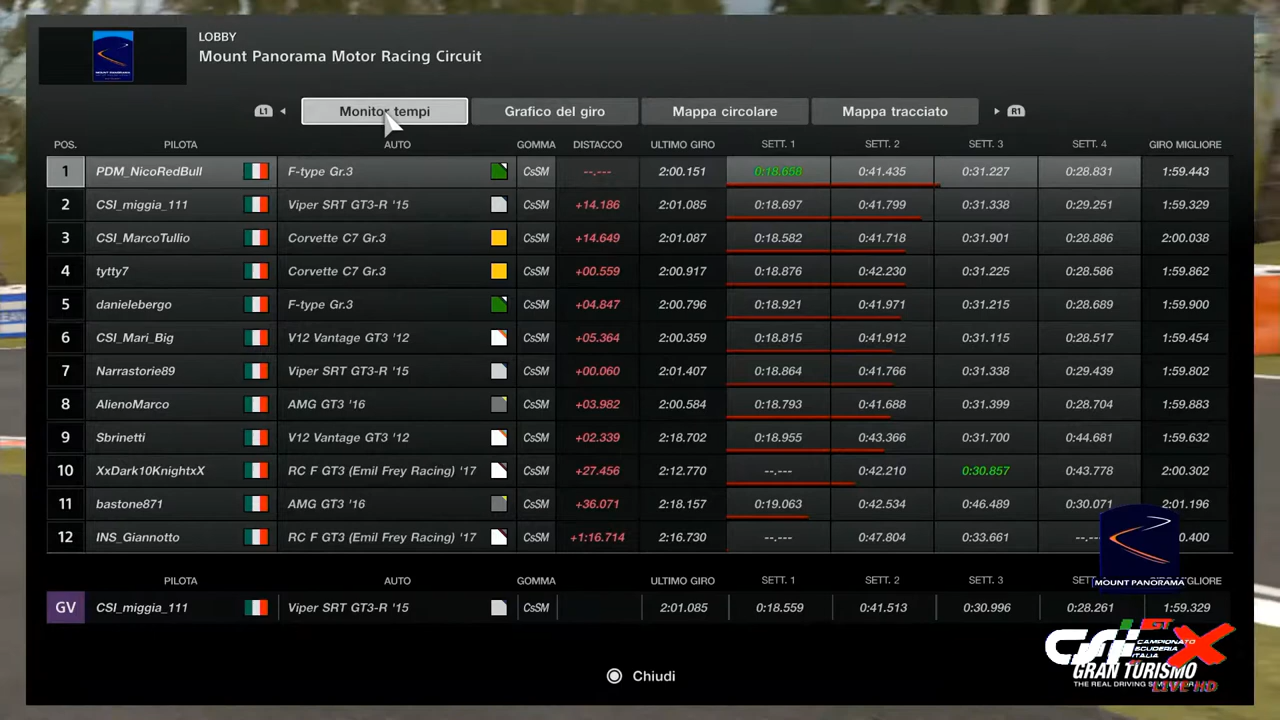 LOBBY
Mount Panorama Motor Racing Circuit
L1 Monitor tempi Grafico del giro Mappa circolare Mappa tracciato R1
POS. PILOTA AUTO GOMMA DISTACCO ULTIMO GIRO SETT. 1 SETT. 2 SETT. 3 SETT. 4 GIRO MIGLIORE
1 PDM_NicoRedBull F-type Gr.3 CsSM --.--- 2:00.151 0:18.658 0:41.435 0:31.227 0:28.831 1:59.443
2 CSI_miggia_111 Viper SRT GT3-R '15 CsSM +14.186 2:01.085 0:18.697 0:41.799 0:31.338 0:29.251 1:59.329
3 CSI_MarcoTullio Corvette C7 Gr.3 CsSM +14.649 2:01.087 0:18.582 0:41.718 0:31.901 0:28.886 2:00.038
4 tytty7 Corvette C7 Gr.3 CsSM +00.559 2:00.917 0:18.876 0:42.230 0:31.225 0:28.586 1:59.862
5 danielebergo F-type Gr.3 CsSM +04.847 2:00.796 0:18.921 0:41.971 0:31.215 0:28.689 1:59.900
6 CSI_Mari_Big V12 Vantage GT3 '12 CsSM +05.364 2:00.359 0:18.815 0:41.912 0:31.115 0:28.517 1:59.454
7 Narrastorie89 Viper SRT GT3-R '15 CsSM +00.060 2:01.407 0:18.864 0:41.766 0:31.338 0:29.439 1:59.802
8 AlienoMarco AMG GT3 '16 CsSM +03.982 2:00.584 0:18.793 0:41.688 0:31.399 0:28.704 1:59.883
9 Sbrinetti V12 Vantage GT3 '12 CsSM +02.339 2:18.702 0:18.955 0:43.366 0:31.700 0:44.681 1:59.632
10 XxDark10KnightxX RC F GT3 (Emil Frey Racing) '17 CsSM +27.456 2:12.770 --.--- 0:42.210 0:30.857 0:43.778 2:00.302
11 bastone871 AMG GT3 '16 CsSM +36.071 2:18.157 0:19.063 0:42.534 0:46.489 0:30.071 2:01.196
12 INS_Giannotto RC F GT3 (Emil Frey Racing) '17 CsSM +1:16.714 2:16.730 --.--- 0:47.804 0:33.661 --.--- 0.400
MOUNT PANORAMA
PILOTA AUTO GOMMA ULTIMO GIRO SETT. 1 SETT. 2 SETT. 3 SETT. MIGLIORE
GV CSI_miggia_111 Viper SRT GT3-R '15 CsSM 2:01.085 0:18.559 0:41.513 0:30.996 0:28.261 1:59.329
CSI GT X
CAMPIONATO
SCUDERIA
ITALIA
GRAN TURISMO
THE REAL DRIVING
LIVE HD
Chiudi